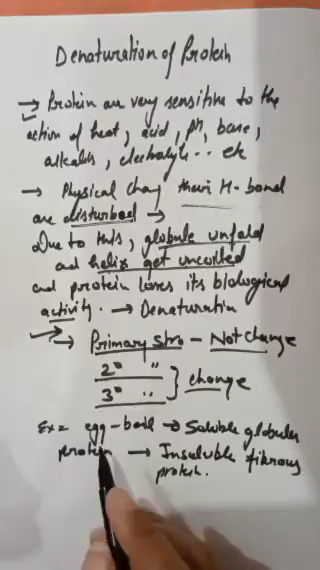 Denaturation of Protein
→ Protein are very sensitive to the
action of heat, acid, pH, base,
alkalis, electrolyte... etc
→ Physical chang their H-bond
are disturbed →
Due to this, globule unfold
and helix get uncoiled
and protein loses its biological
activity. → Denaturation
→ Primary stro - Not change
2° "
3° " } change
Ex = egg-boil → Soluble globular
protein → Insoluble fibrous
protein.